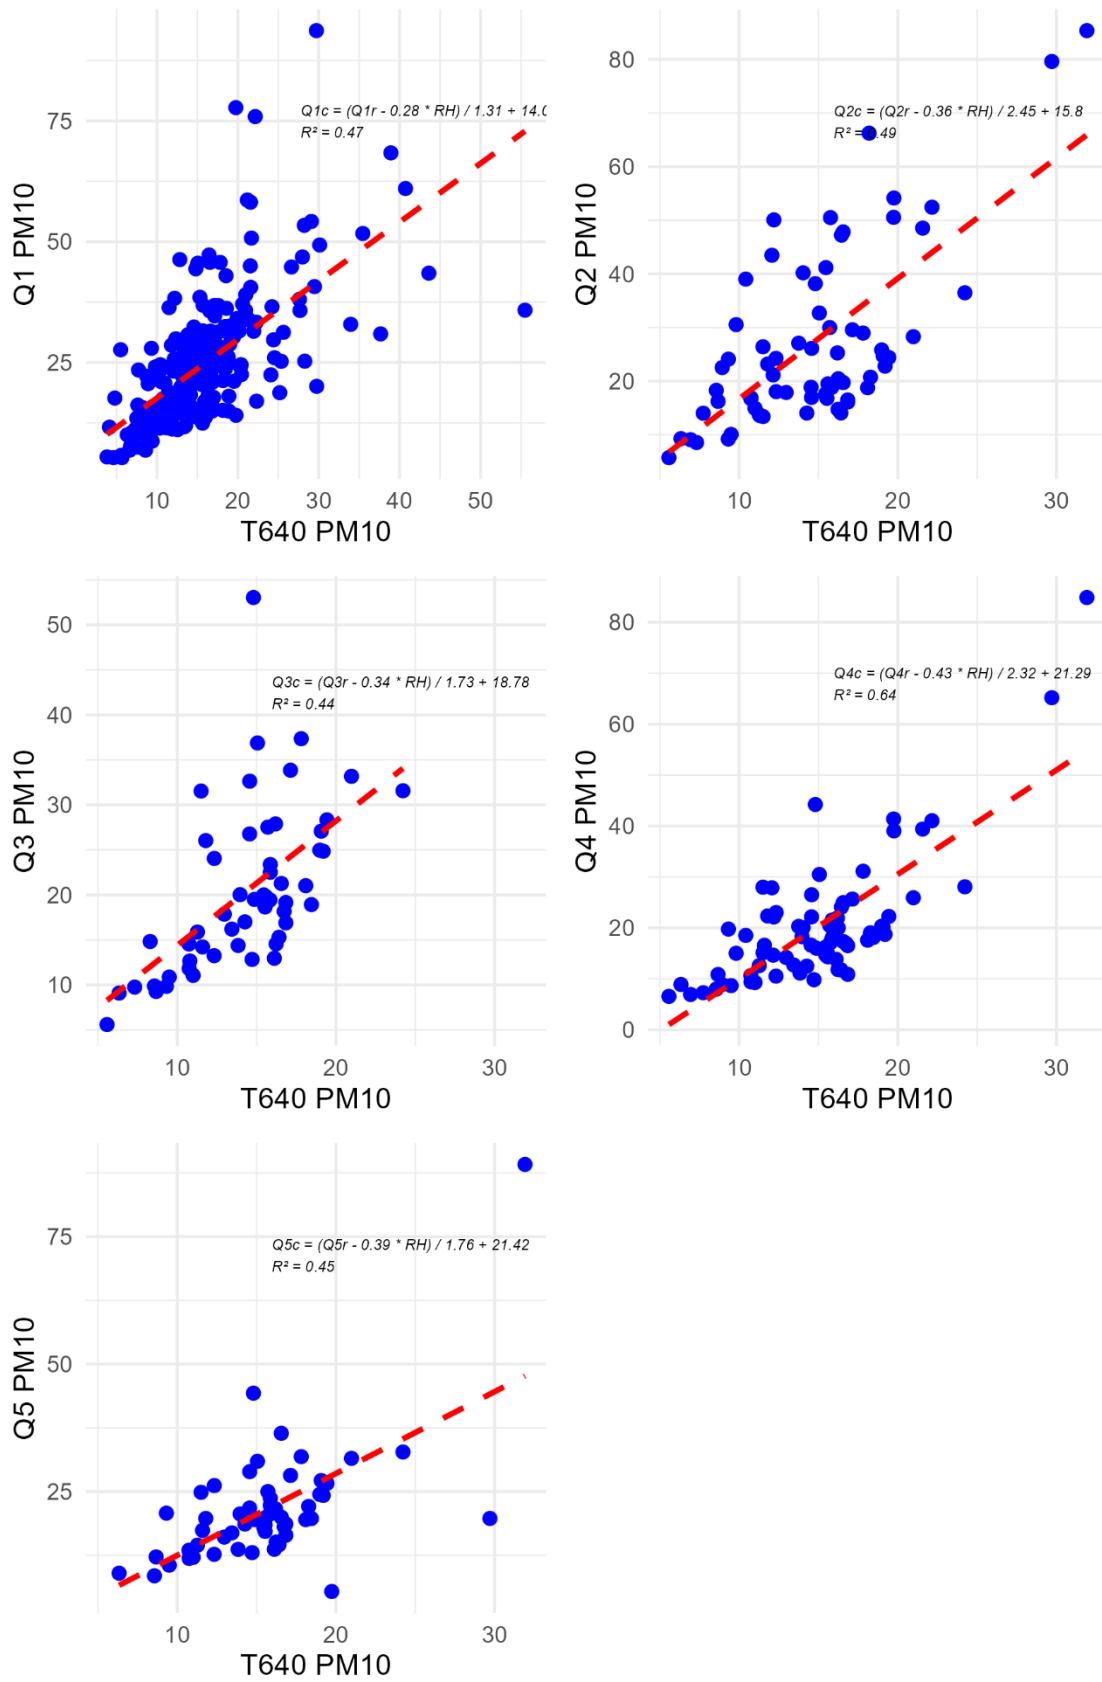 Q1c = (Q1r - 0.28 * RH) / 1.31 + 14.0
R² = 0.47
75
50
25
Q1 PM10
10 20 30 40 50
T640 PM10
Q2c = (Q2r - 0.36 * RH) / 2.45 + 15.8
R² = 0.49
80
60
40
20
Q2 PM10
10 20 30
T640 PM10
Q3c = (Q3r - 0.34 * RH) / 1.73 + 18.78
R² = 0.44
50
40
30
20
10
Q3 PM10
10 20 30
T640 PM10
Q4c = (Q4r - 0.43 * RH) / 2.32 + 21.29
R² = 0.64
80
60
40
20
0
Q4 PM10
10 20 30
T640 PM10
Q5c = (Q5r - 0.39 * RH) / 1.76 + 21.42
R² = 0.45
75
50
25
Q5 PM10
10 20 30
T640 PM10